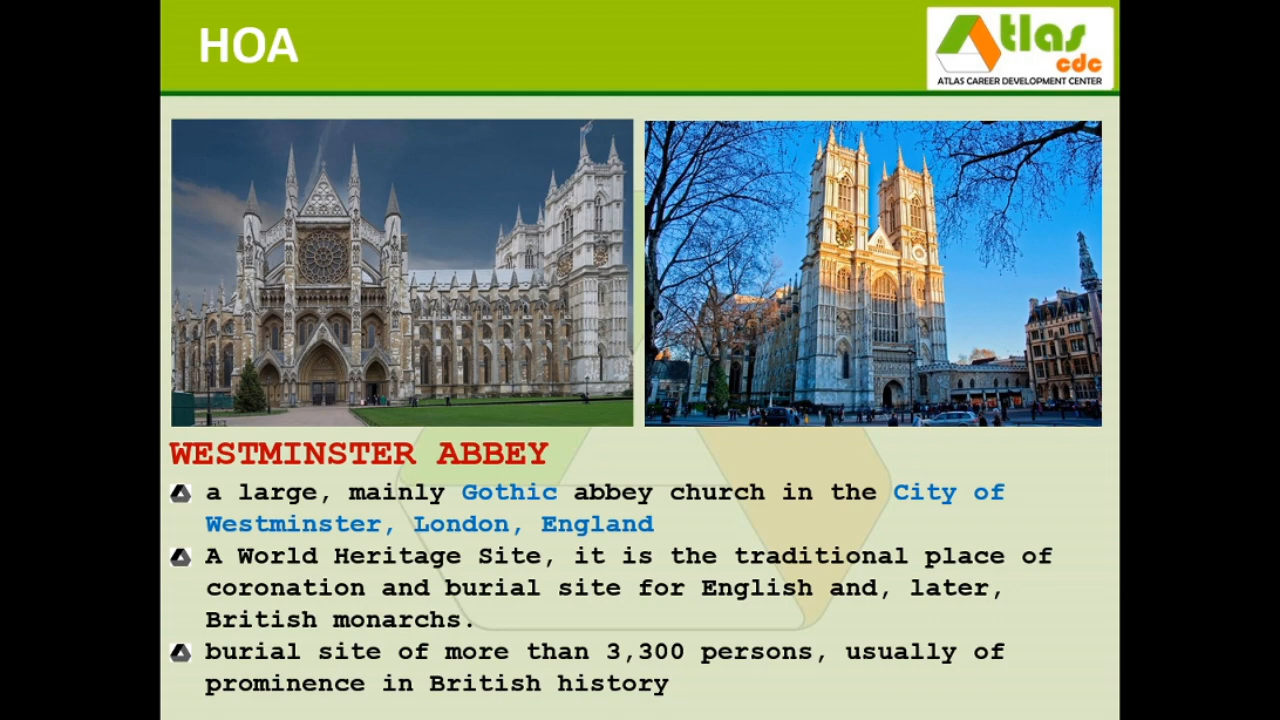 HOA
Atlas
cdc
ATLAS CAREER DEVELOPMENT CENTER
WESTMINSTER ABBEY
a large, mainly Gothic abbey church in the City of
Westminster, London, England
A World Heritage Site, it is the traditional place of
coronation and burial site for English and, later,
British monarchs.
burial site of more than 3,300 persons, usually of
prominence in British history